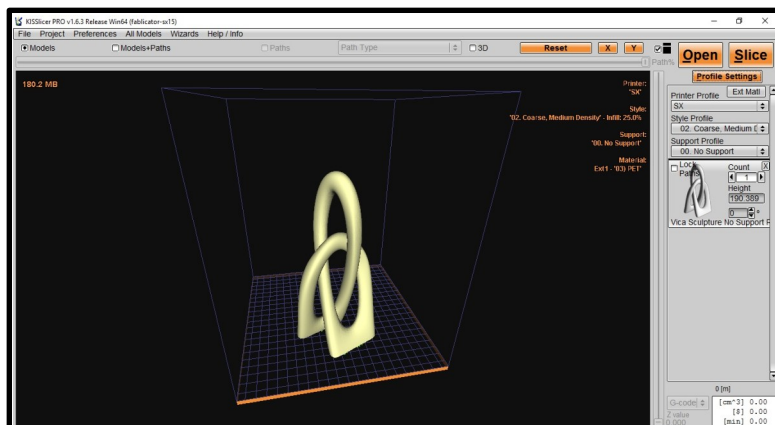 KISSlicer PRO v1.6.3 Release Win64 (fablicator-sx15)
File Project Preferences All Models Wizards Help / Info
Models Models+Paths Paths Path Type 3D Reset X Y Path%
Open Slice
180.2 MB
Printer:
'SX'
Style:
'02. Coarse, Medium Density' - Infill: 25.0%
Support:
'00. No Support'
Material:
Ext1 - '03) PET'
Profile Settings
Printer Profile Ext Matl
SX
Style Profile
02. Coarse, Medium D
Support Profile
00. No Support
Lock Paths
Count X
1
Height
190.389
0 °
Vica Sculpture No Support P
0 [m]
G-code
Z value
0.000
[cm^3] 0.00
[$] 0.00
[min] 0.00